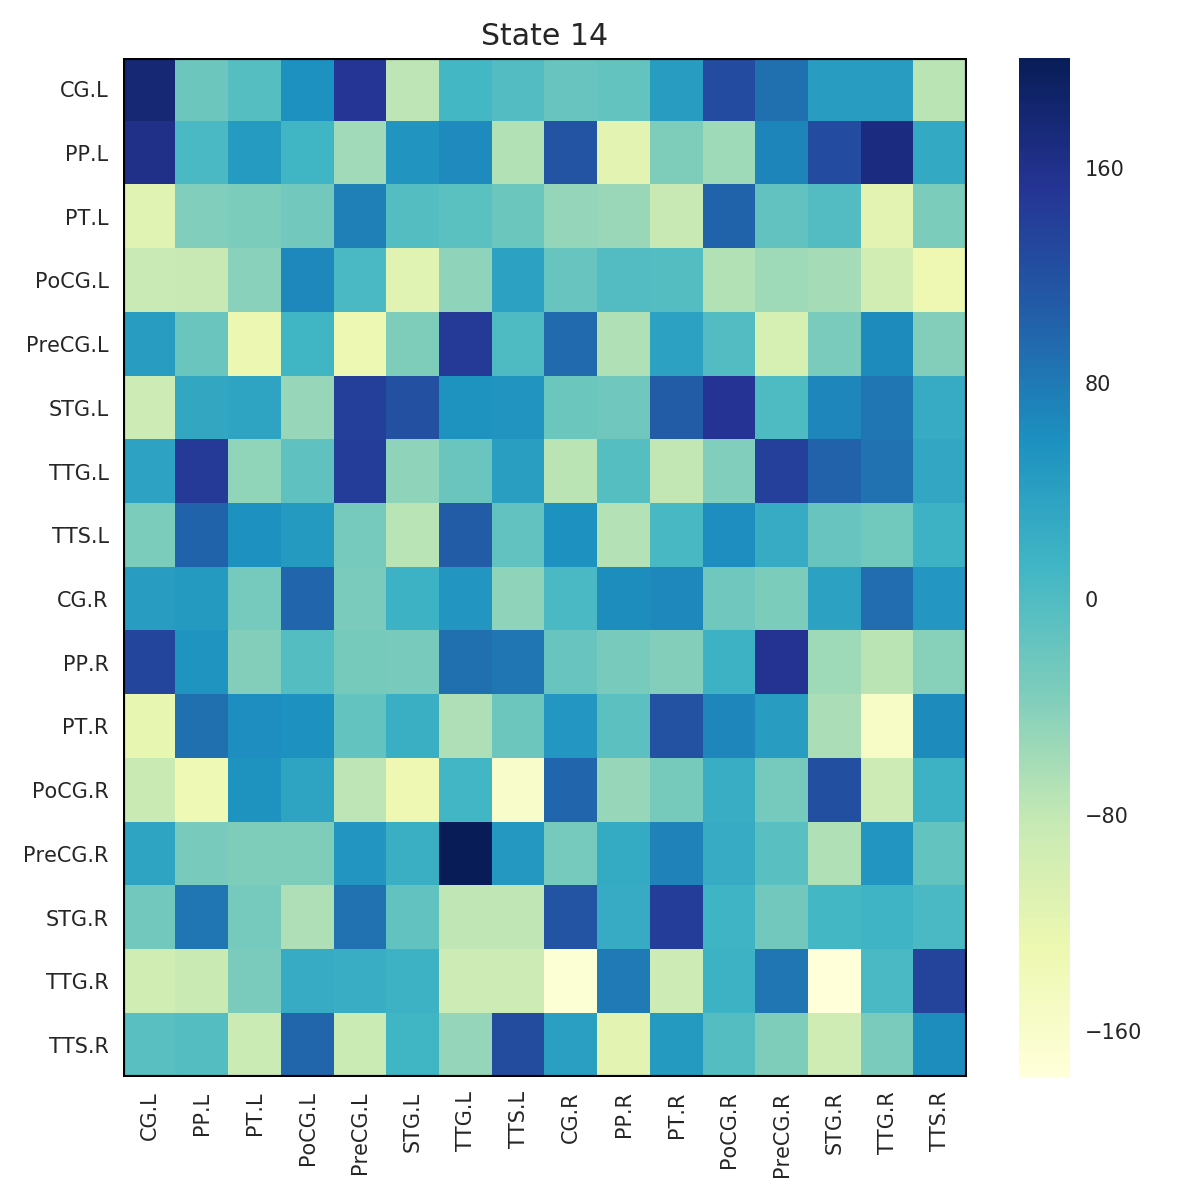 State 14
CG.L
PP.L
PT.L
PoCG.L
PreCG.L
STG.L
TTG.L
TTS.L
CG.R
PP.R
PT.R
PoCG.R
PreCG.R
STG.R
TTG.R
TTS.R
CG.L
PP.L
PT.L
PoCG.L
PreCG.L
STG.L
TTG.L
TTS.L
CG.R
PP.R
PT.R
PoCG.R
PreCG.R
STG.R
TTG.R
TTS.R
160
80
0
−80
−160